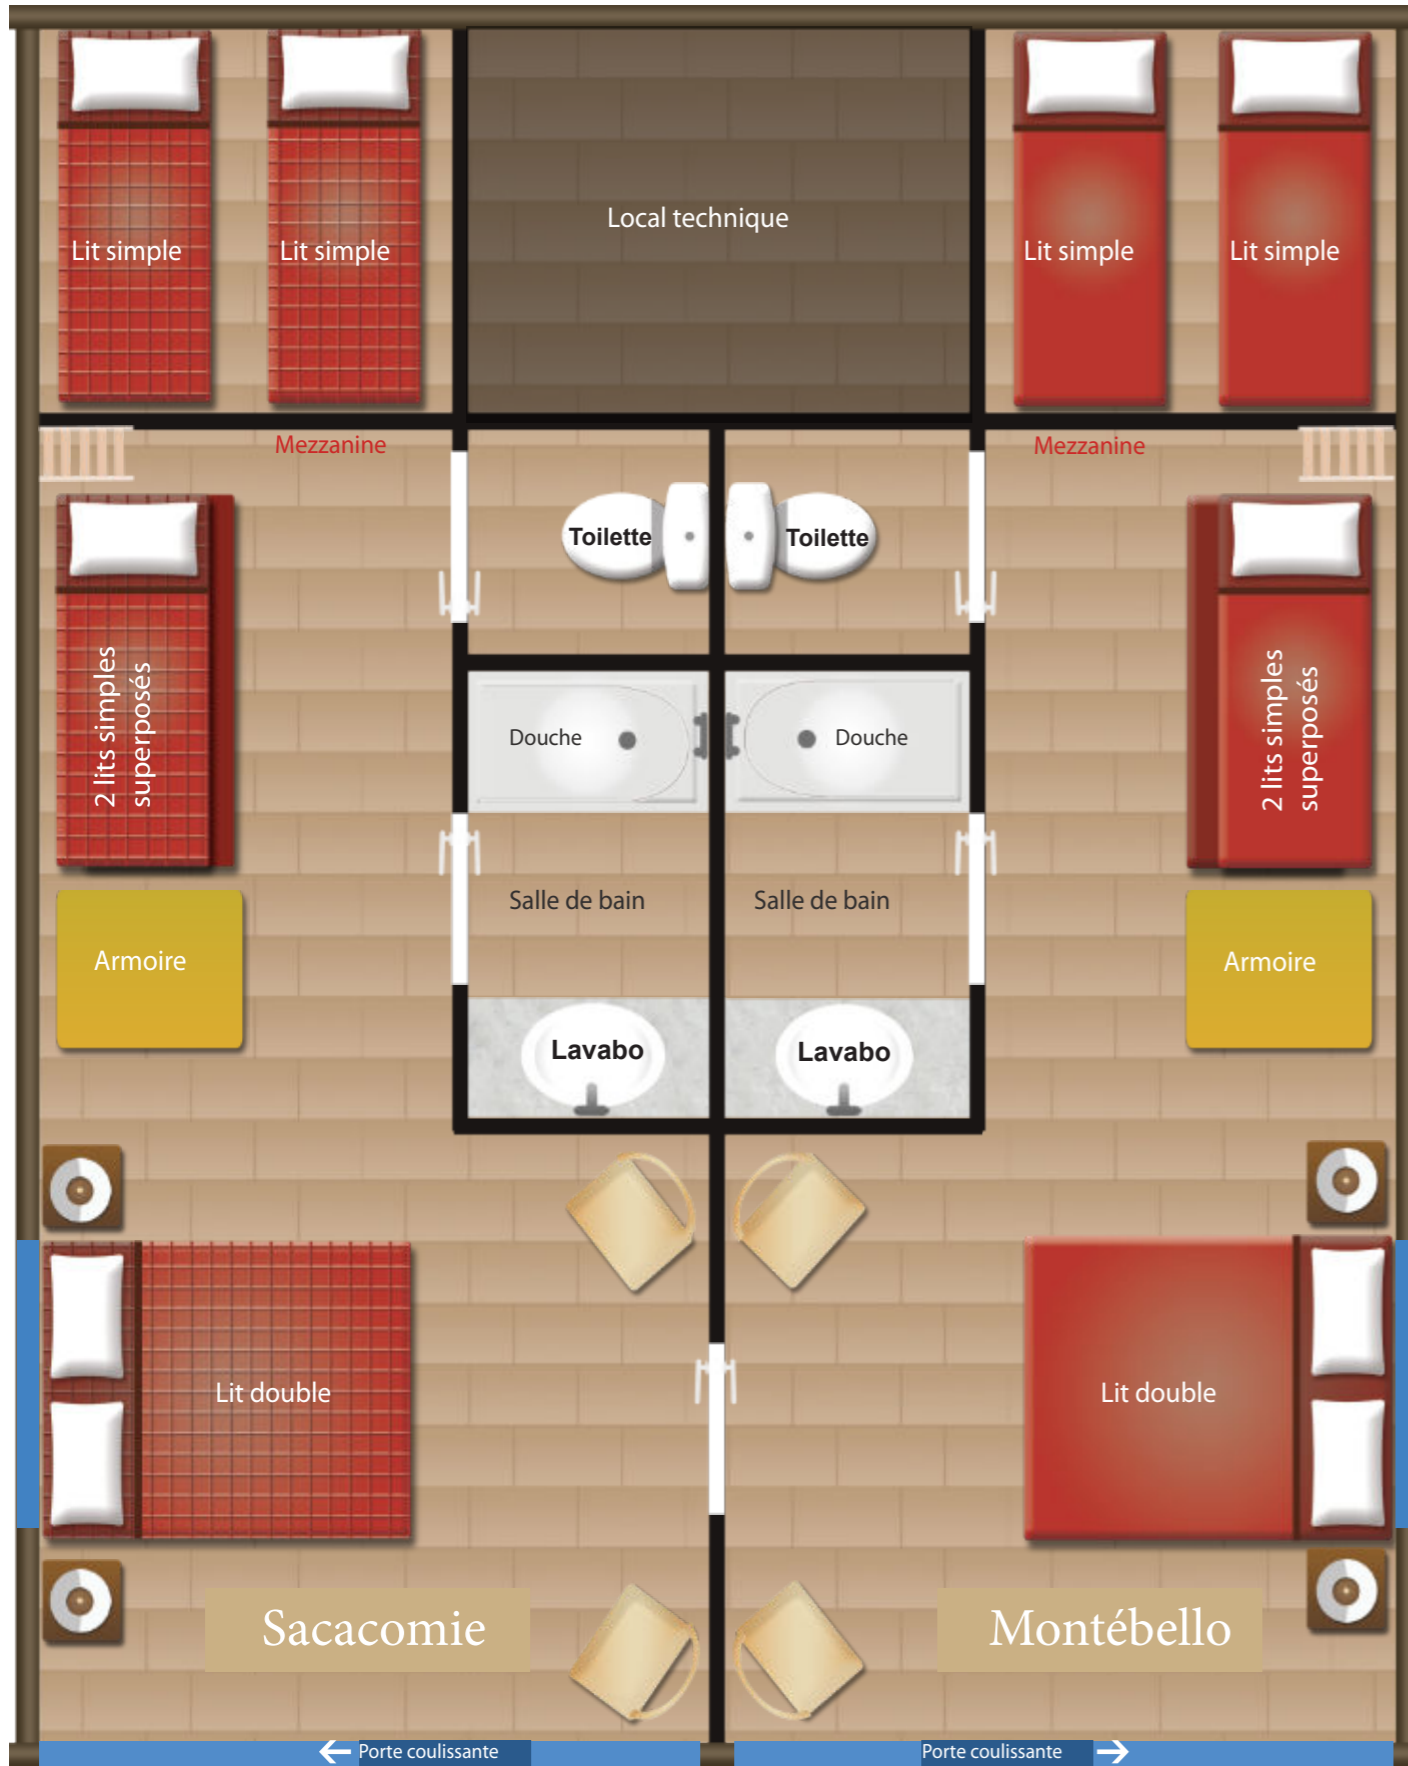 Local technique
Lit simple
Lit simple
Lit simple
Lit simple
Mezzanine
Mezzanine
Toilette
Toilette
2 lits simples
superposés
2 lits simples
superposés
Douche
Douche
Salle de bain
Salle de bain
Armoire
Armoire
Lavabo
Lavabo
Lit double
Lit double
Sacacomie
Montébello
Porte coulissante
Porte coulissante